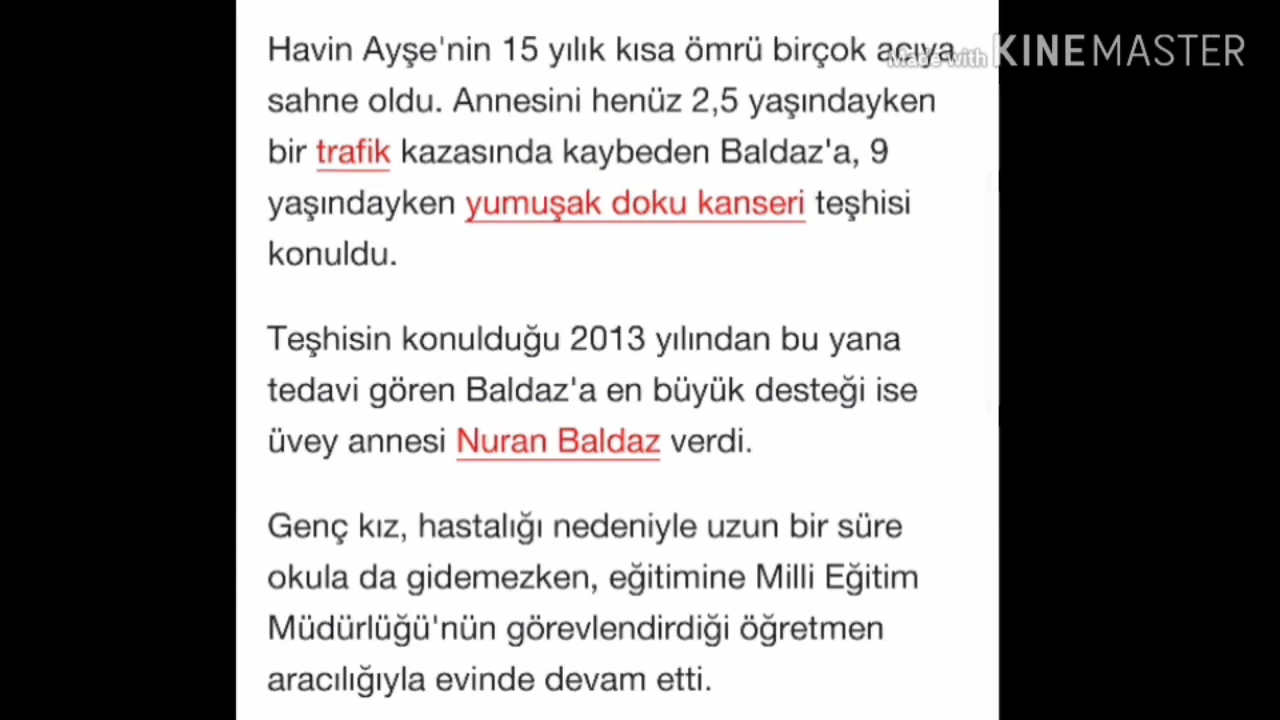 Havin Ayşe'nin 15 yılık kısa ömrü birçok acıya
Made with KINEMASTER
sahne oldu. Annesini henüz 2,5 yaşındayken
bir trafik kazasında kaybeden Baldaz'a, 9
yaşındayken yumuşak doku kanseri teşhisi
konuldu.
Teşhisin konulduğu 2013 yılından bu yana
tedavi gören Baldaz'a en büyük desteği ise
üvey annesi Nuran Baldaz verdi.
Genç kız, hastalığı nedeniyle uzun bir süre
okula da gidemezken, eğitimine Milli Eğitim
Müdürlüğü'nün görevlendirdiği öğretmen
aracılığıyla evinde devam etti.